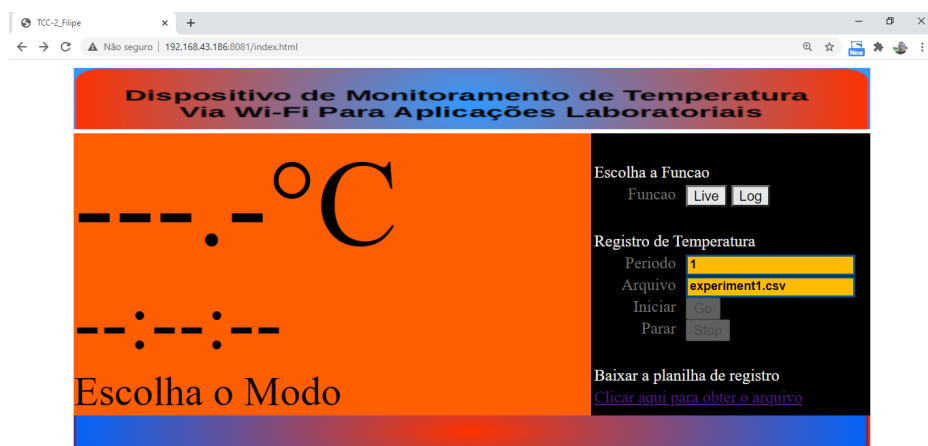 TCC-2_Filipe
Não seguro | 192.168.43.186:8081/index.html
New
Dispositivo de Monitoramento de Temperatura
Via Wi-Fi Para Aplicações Laboratoriais
---.-°C
--:--:--
Escolha o Modo
Escolha a Funcao
Funcao Live Log
Registro de Temperatura
Periodo 1
Arquivo experiment1.csv
Iniciar Go
Parar Stop
Baixar a planilha de registro
Clicar aqui para obter o arquivo